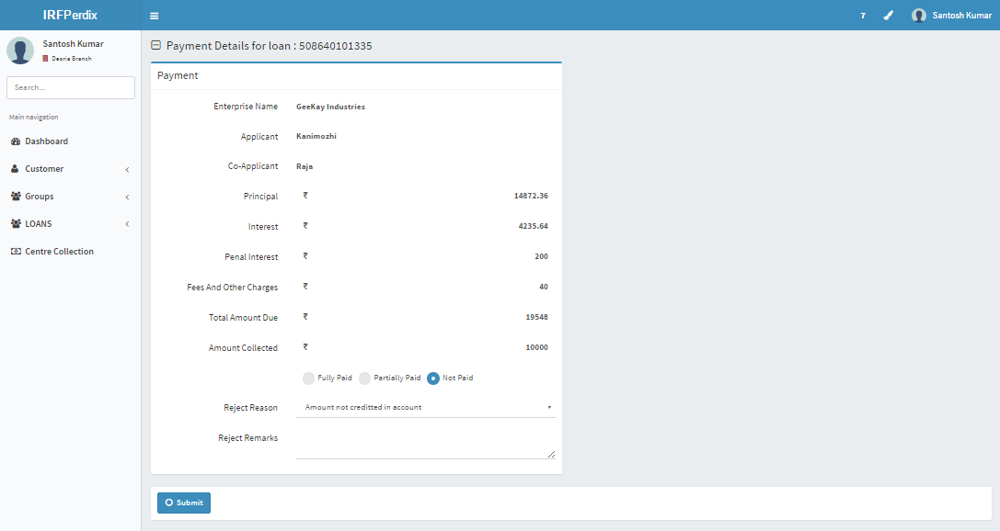 IRFPerdix
7
Santosh Kumar
Santosh Kumar
Deoria Branch
Search...
Main navigation
Dashboard
Customer
Groups
LOANS
Centre Collection
Payment Details for loan : 508640101335
Payment
Enterprise Name GeeKay Industries
Applicant Kanimozhi
Co-Applicant Raja
Principal ₹ 14872.36
Interest ₹ 4235.64
Penal Interest ₹ 200
Fees And Other Charges ₹ 40
Total Amount Due ₹ 19548
Amount Collected ₹ 10000
Fully Paid Partially Paid Not Paid
Reject Reason Amount not creditted in account
Reject Remarks
Submit